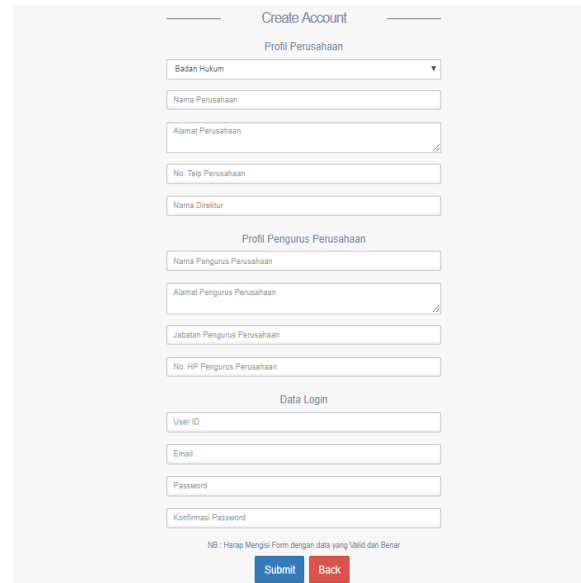 Create Account
Profil Perusahaan
Badan Hukum
Nama Perusahaan
Alamat Perusahaan
No. Telp Perusahaan
Nama Direktur
Profil Pengurus Perusahaan
Nama Pengurus Perusahaan
Alamat Pengurus Perusahaan
Jabatan Pengurus Perusahaan
No. HP Pengurus Perusahaan
Data Login
User ID
Email
Password
Konfirmasi Password
NB : Harap Mengisi Form dengan data yang Valid dan Benar
Submit Back